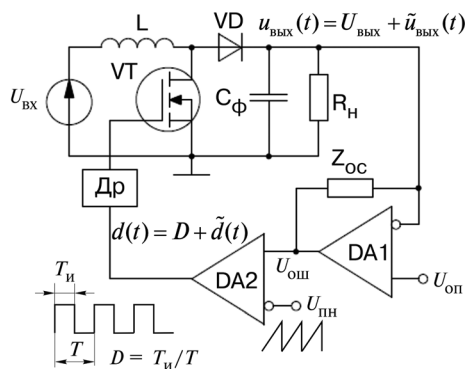 L
VD
u_вых(t) = U_вых + ũ_вых(t)
VT
U_вх
C_ф
R_н
Др
Z_ос
d(t) = D + d̃(t)
DA2
DA1
U_ош
U_оп
U_пн
T_и
T
D = T_и/T